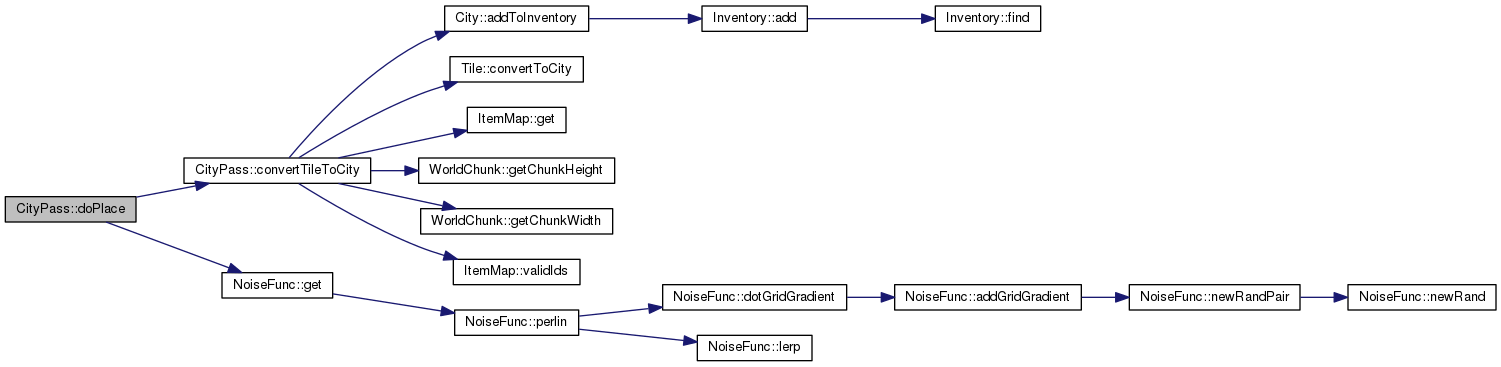 City::addToInventory
Inventory::add
Inventory::find
Tile::convertToCity
ItemMap::get
CityPass::convertTileToCity
WorldChunk::getChunkHeight
CityPass::doPlace
WorldChunk::getChunkWidth
ItemMap::validIds
NoiseFunc::get
NoiseFunc::dotGridGradient
NoiseFunc::addGridGradient
NoiseFunc::newRandPair
NoiseFunc::newRand
NoiseFunc::perlin
NoiseFunc::lerp